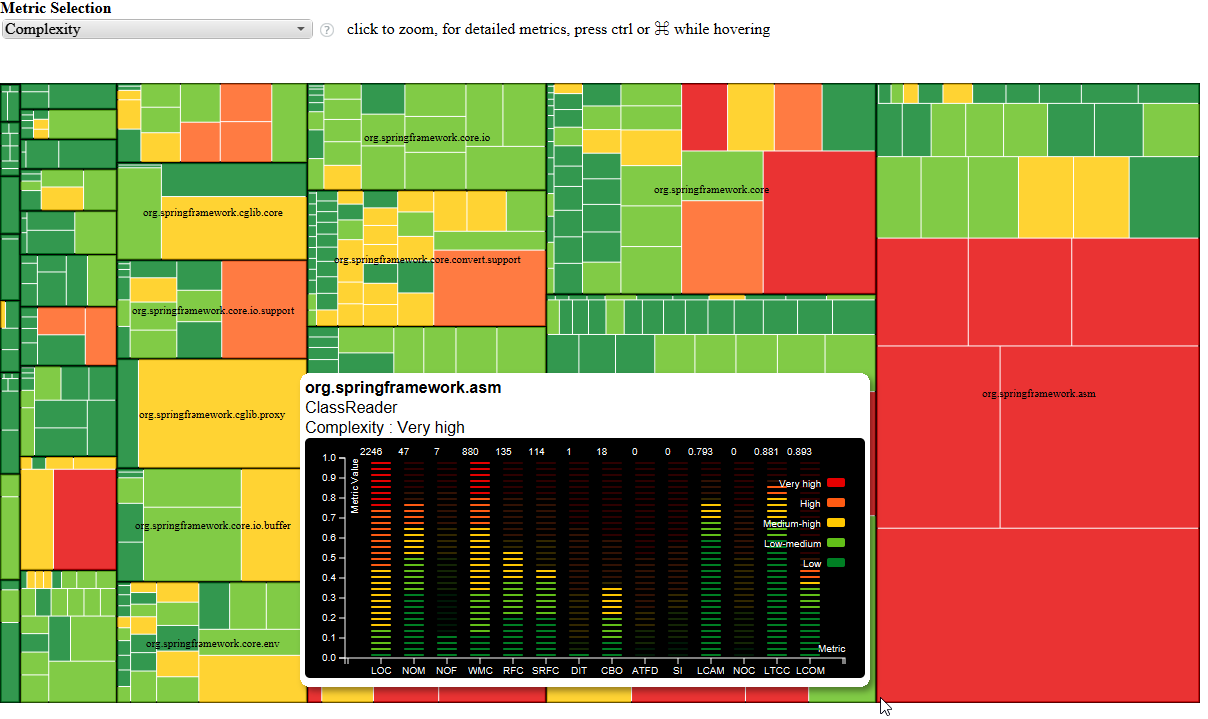 Metric Selection
Complexity
? click to zoom, for detailed metrics, press ctrl or ⌘ while hovering
org.springframework.core.io
org.springframework.core
org.springframework.cglib.core
org.springframework.core.convert.support
org.springframework.core.io.support
org.springframework.asm
org.springframework.cglib.proxy
org.springframework.core.io.buffer
org.springframework.core.env
org.springframework.asm
ClassReader
Complexity : Very high
2246 47 7 880 135 114 1 18 0 0 0.793 0 0.881 0.893
Metric Value
1.0
0.9
0.8
0.7
0.6
0.5
0.4
0.3
0.2
0.1
0.0
Very high
High
Medium-high
Low-medium
Low
Metric
LOC NOM NOF WMC RFC SRFC DIT CBO ATFD SI LCAM NOC LTCC LCOM